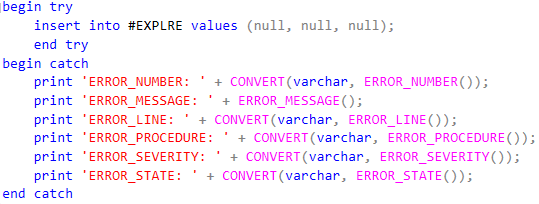 begin try
    insert into #EXPLRE values (null, null, null);
    end try
begin catch
    print 'ERROR_NUMBER: ' + CONVERT(varchar, ERROR_NUMBER());
    print 'ERROR_MESSAGE: ' + ERROR_MESSAGE();
    print 'ERROR_LINE: ' + CONVERT(varchar, ERROR_LINE());
    print 'ERROR_PROCEDURE: ' + CONVERT(varchar, ERROR_PROCEDURE());
    print 'ERROR_SEVERITY: ' + CONVERT(varchar, ERROR_SEVERITY());
    print 'ERROR_STATE: ' + CONVERT(varchar, ERROR_STATE());
end catch